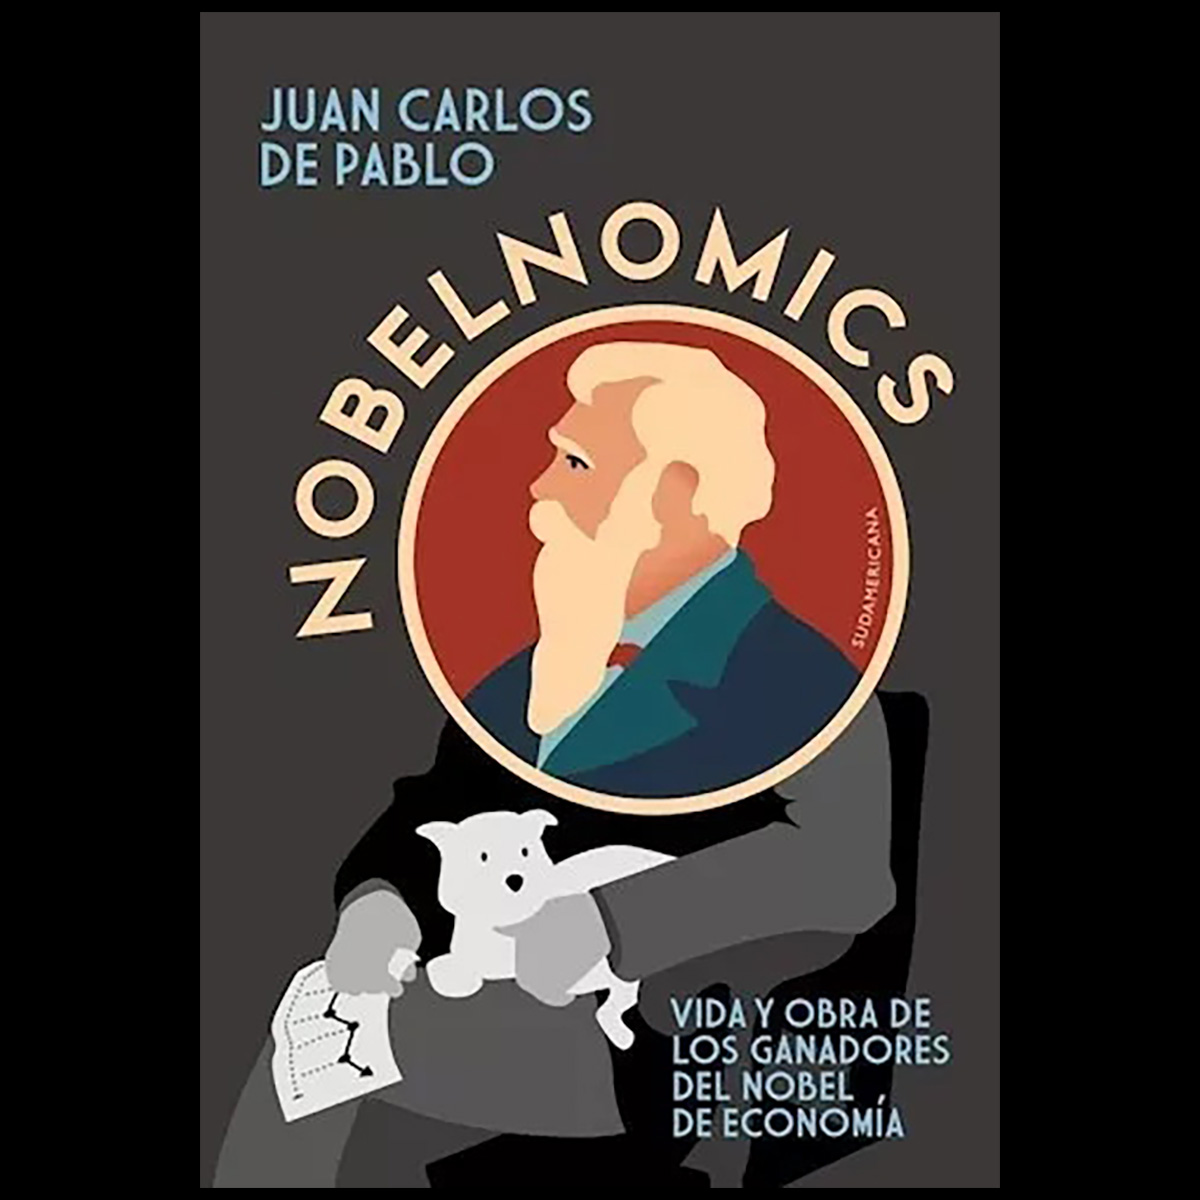 JUAN CARLOS
DE PABLO
NOBELNOMICS
SUDAMERICANA
VIDA Y OBRA DE
LOS GANADORES
DEL NOBEL
DE ECONOMÍA